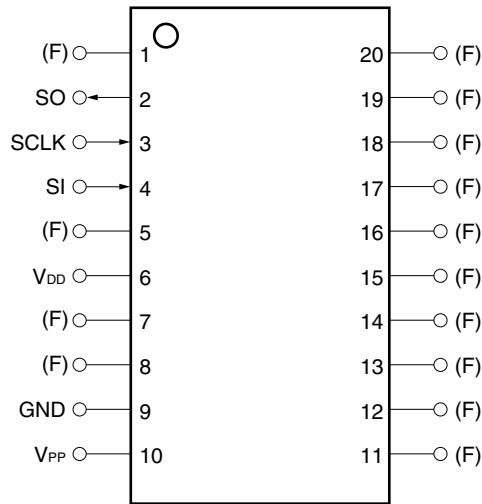 (F) 1 20 (F)
SO 2 19 (F)
SCLK 3 18 (F)
SI 4 17 (F)
(F) 5 16 (F)
VDD 6 15 (F)
(F) 7 14 (F)
(F) 8 13 (F)
GND 9 12 (F)
VPP 10 11 (F)